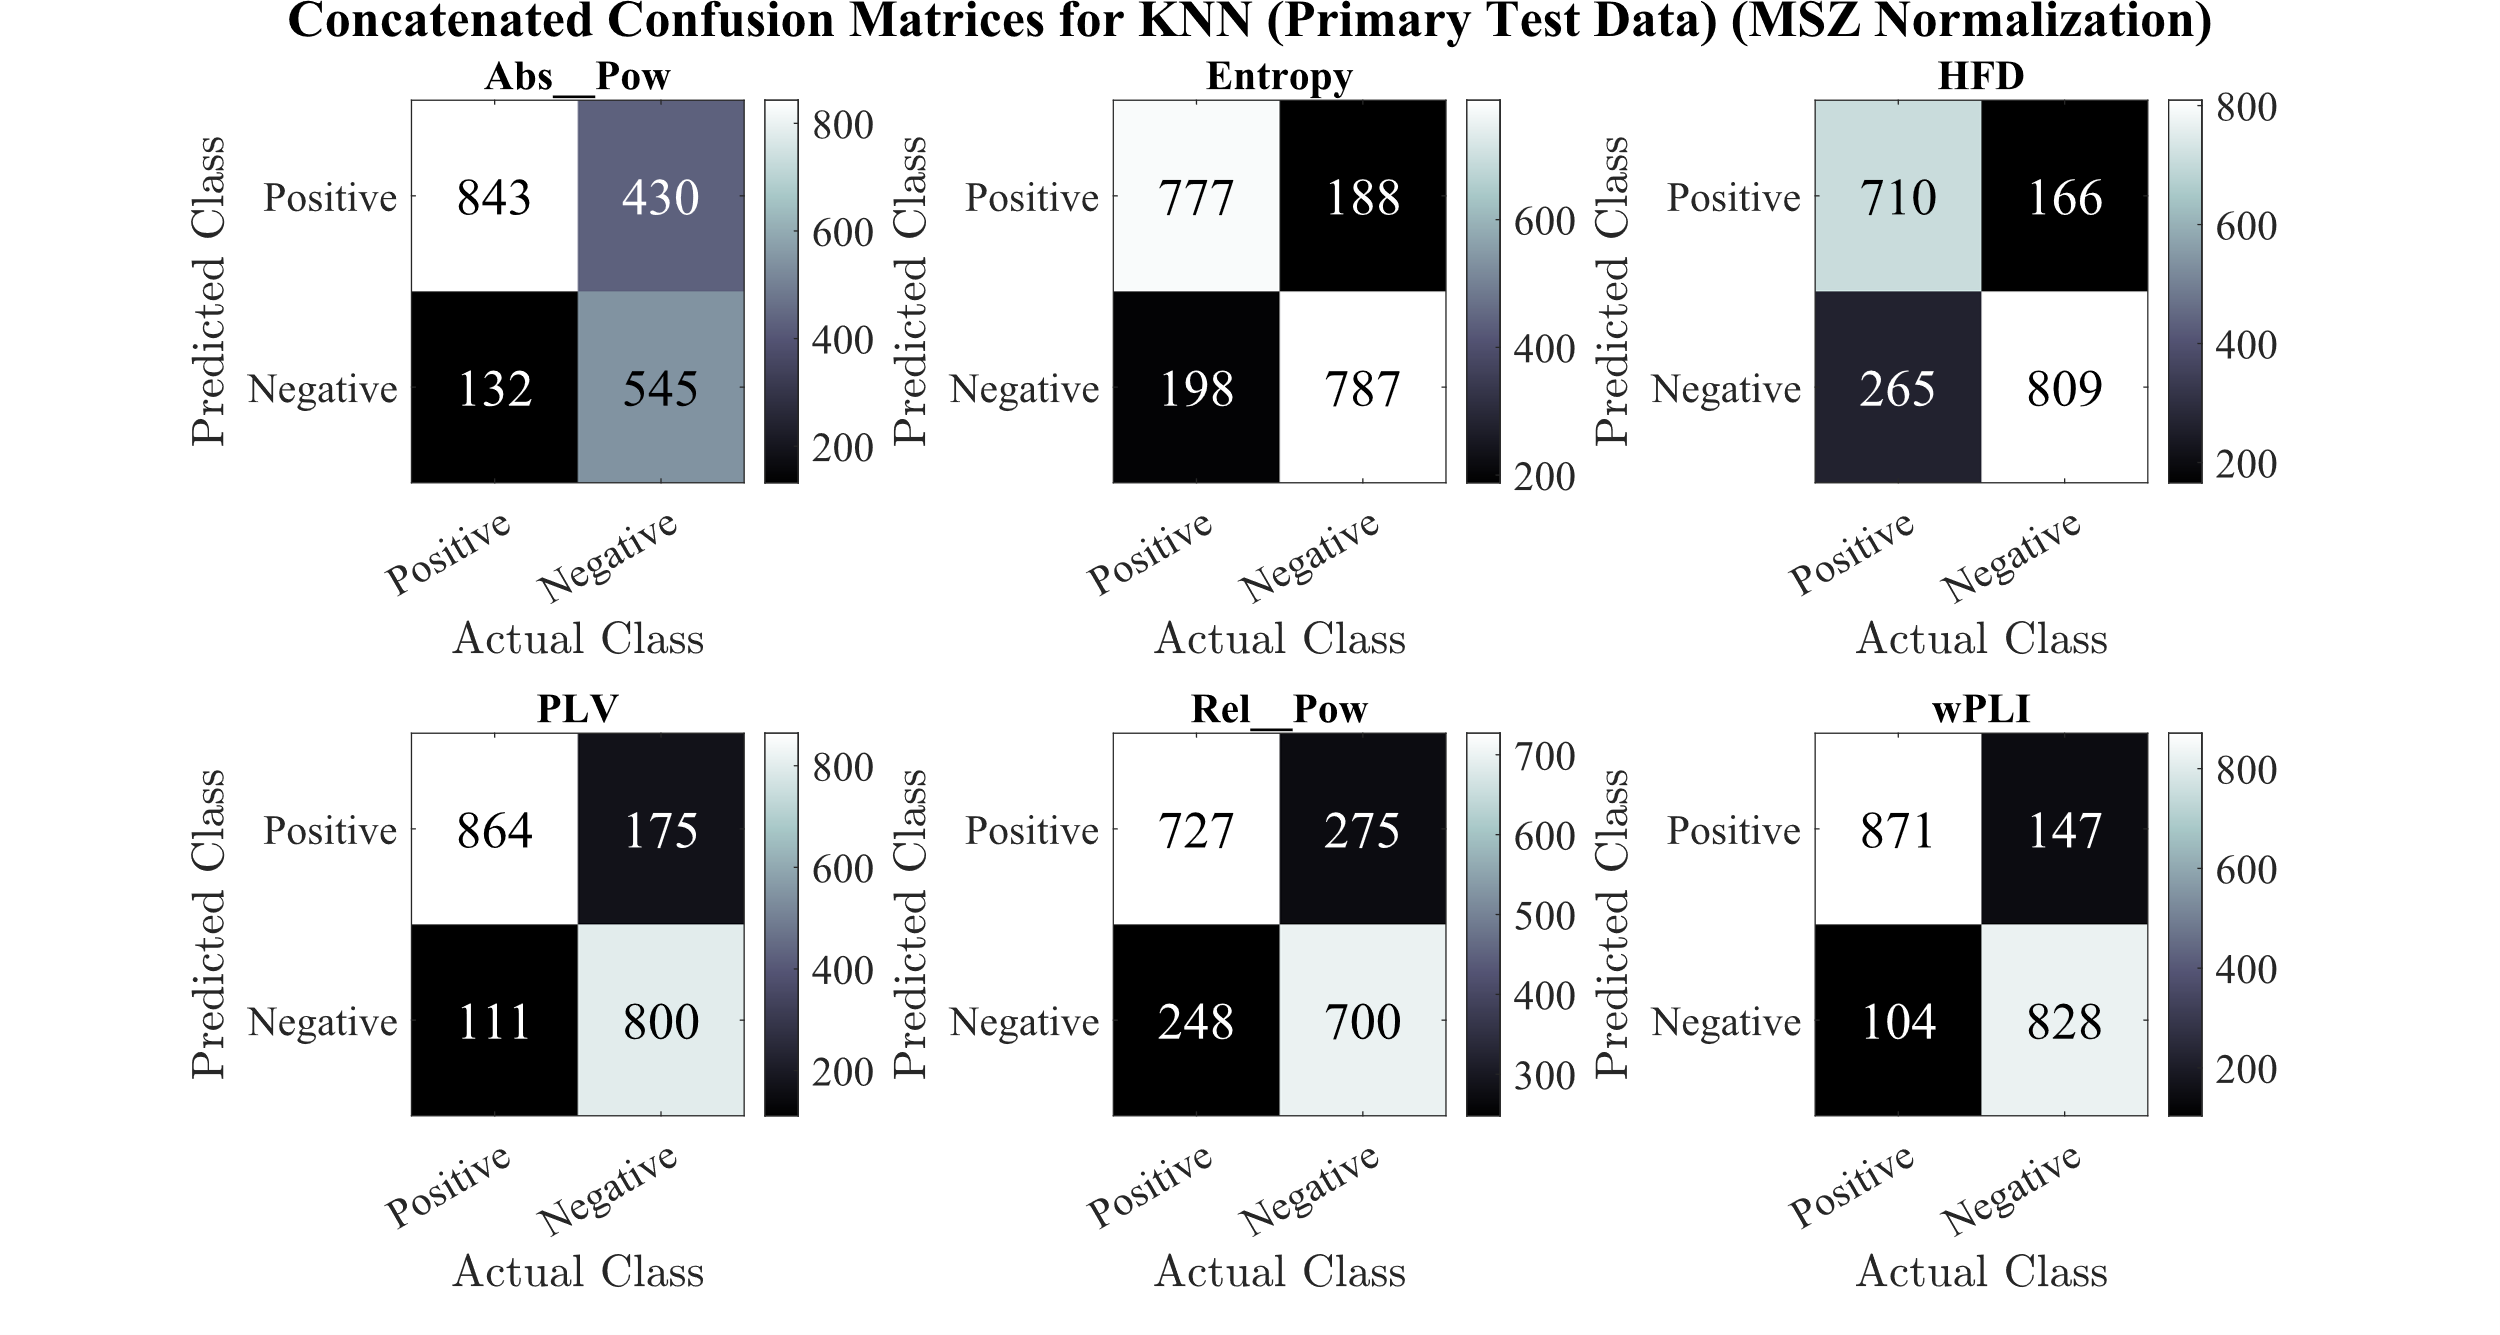 Concatenated Confusion Matrices for KNN (Primary Test Data) (MSZ Normalization)
Abs__Pow
Predicted Class
Positive
Negative
843 430
132 545
800
600
400
200
Positive
Negative
Actual Class
Entropy
Predicted Class
Positive
Negative
777 188
198 787
600
400
200
Positive
Negative
Actual Class
HFD
Predicted Class
Positive
Negative
710 166
265 809
800
600
400
200
Positive
Negative
Actual Class
PLV
Predicted Class
Positive
Negative
864 175
111 800
800
600
400
200
Positive
Negative
Actual Class
Rel__Pow
Predicted Class
Positive
Negative
727 275
248 700
700
600
500
400
300
Positive
Negative
Actual Class
wPLI
Predicted Class
Positive
Negative
871 147
104 828
800
600
400
200
Positive
Negative
Actual Class